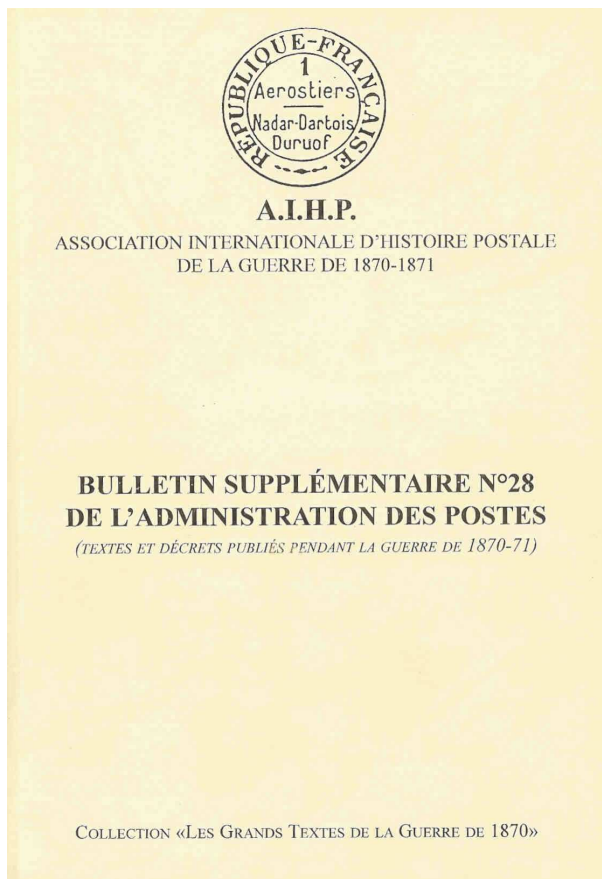 RÉPUBLIQUE-FRANÇAISE
1
Aerostiers
Nadar-Dartois
Duruof
A.I.H.P.
ASSOCIATION INTERNATIONALE D'HISTOIRE POSTALE
DE LA GUERRE DE 1870-1871
BULLETIN SUPPLÉMENTAIRE N°28
DE L'ADMINISTRATION DES POSTES
(TEXTES ET DÉCRETS PUBLIÉS PENDANT LA GUERRE DE 1870-71)
COLLECTION «LES GRANDS TEXTES DE LA GUERRE DE 1870»